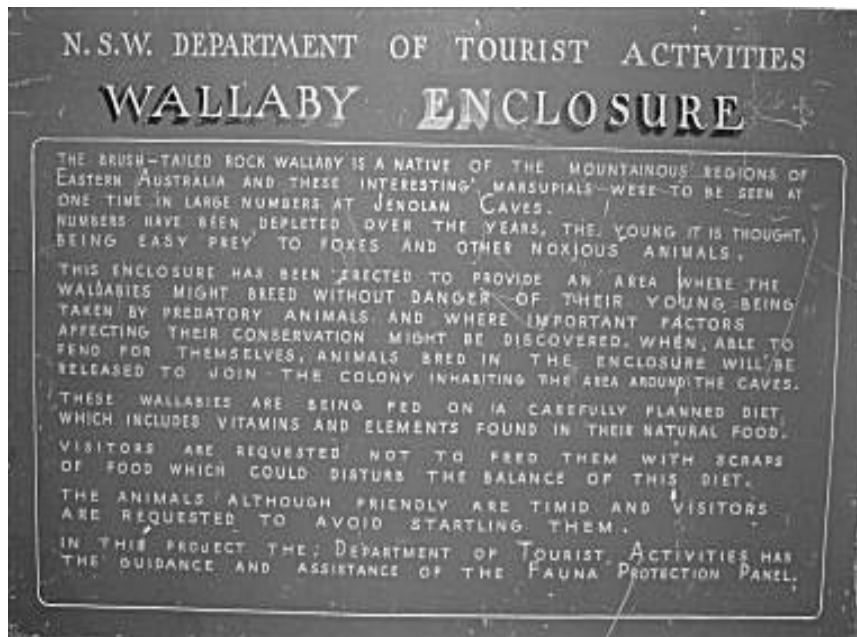 N.S.W. DEPARTMENT OF TOURIST ACTIVITIES
WALLABY ENCLOSURE
THE BRUSH-TAILED ROCK WALLABY IS A NATIVE OF THE MOUNTAINOUS REGIONS OF
EASTERN AUSTRALIA AND THESE INTERESTING MARSUPIALS WERE TO BE SEEN AT
ONE TIME IN LARGE NUMBERS AT JENOLAN CAVES.
NUMBERS HAVE BEEN DEPLETED OVER THE YEARS, THE YOUNG IT IS THOUGHT,
BEING EASY PREY TO FOXES AND OTHER NOXIOUS ANIMALS.
THIS ENCLOSURE HAS BEEN ERECTED TO PROVIDE AN AREA WHERE THE
WALLABIES MIGHT BREED WITHOUT DANGER OF THEIR YOUNG BEING
TAKEN BY PREDATORY ANIMALS AND WHERE IMPORTANT FACTORS
AFFECTING THEIR CONSERVATION MIGHT BE DISCOVERED. WHEN ABLE TO
FEND FOR THEMSELVES, ANIMALS BRED IN THE ENCLOSURE WILL BE
RELEASED TO JOIN THE COLONY INHABITING THE AREA AROUND THE CAVES.
THESE WALLABIES ARE BEING FED ON A CAREFULLY PLANNED DIET
WHICH INCLUDES VITAMINS AND ELEMENTS FOUND IN THEIR NATURAL FOOD.
VISITORS ARE REQUESTED NOT TO FEED THEM WITH SCRAPS
OF FOOD WHICH COULD DISTURB THE BALANCE OF THIS DIET.
THE ANIMALS ALTHOUGH FRIENDLY ARE TIMID AND VISITORS
ARE REQUESTED TO AVOID STARTLING THEM.
IN THIS PROJECT THE DEPARTMENT OF TOURIST ACTIVITIES HAS
THE GUIDANCE AND ASSISTANCE OF THE FAUNA PROTECTION PANEL.